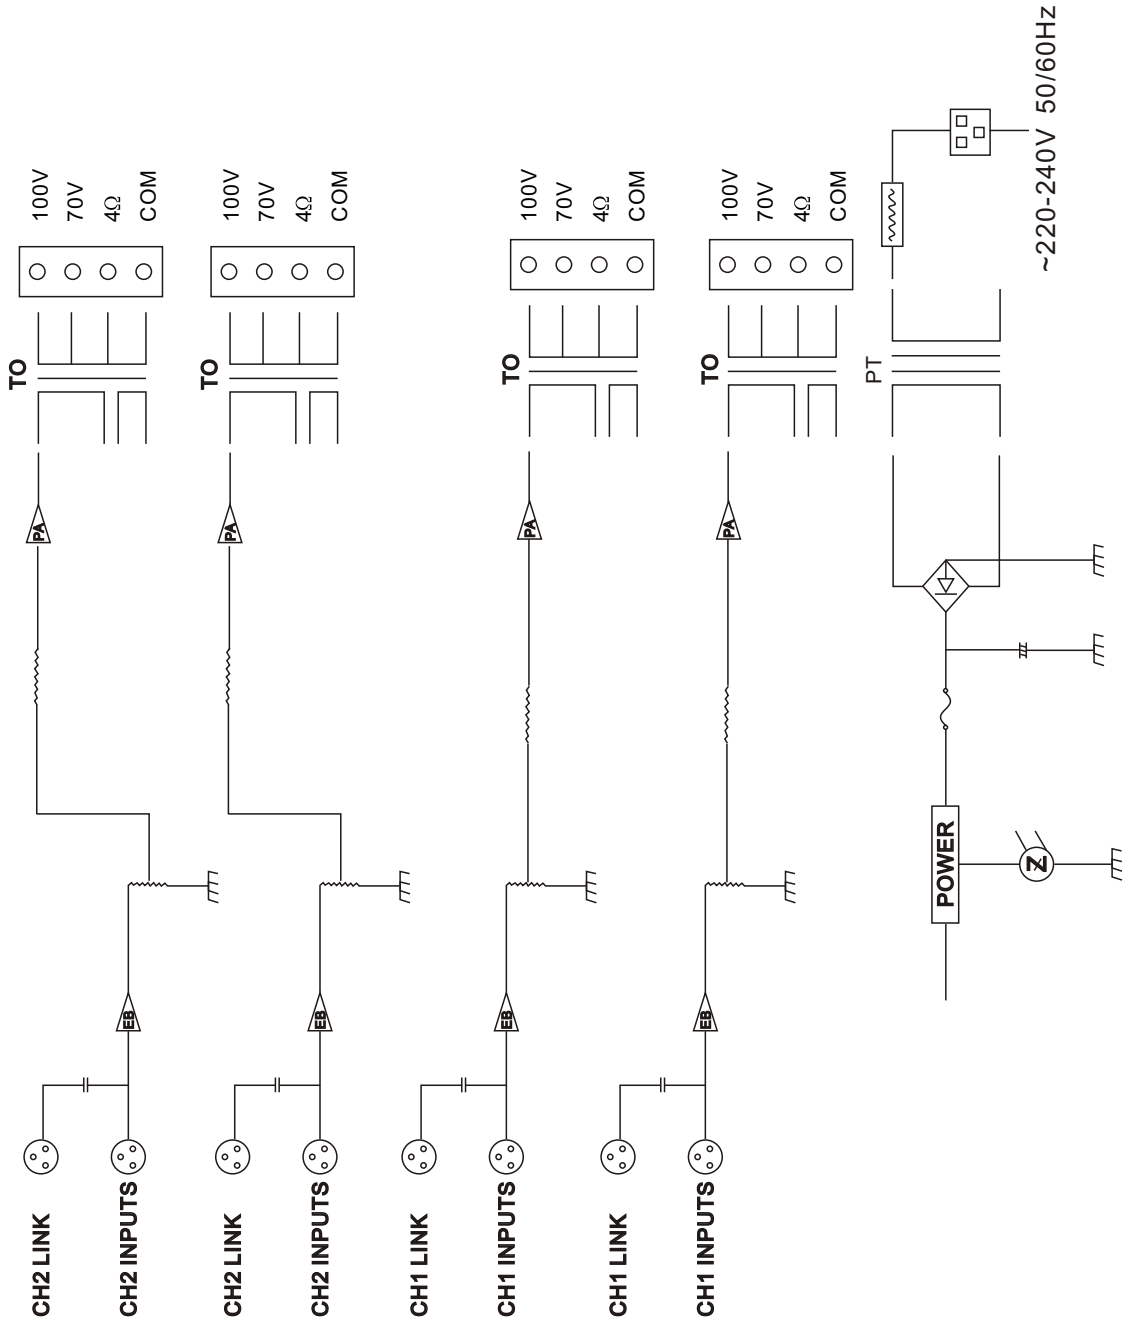 CH2 LINK
CH2 INPUTS
EB
PA
TO
100V
70V
4Ω
COM
CH2 LINK
CH2 INPUTS
EB
PA
TO
100V
70V
4Ω
COM
CH1 LINK
CH1 INPUTS
EB
PA
TO
100V
70V
4Ω
COM
CH1 LINK
CH1 INPUTS
EB
PA
TO
100V
70V
4Ω
COM
POWER
Z
PT
~220-240V 50/60Hz